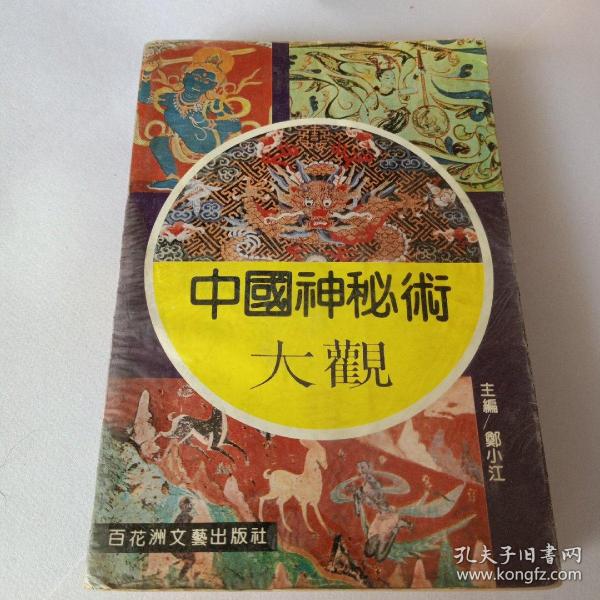 中國神秘術
大觀
主編/鄭小江
百花洲文藝出版社
孔夫子旧书网
www.kongfz.com